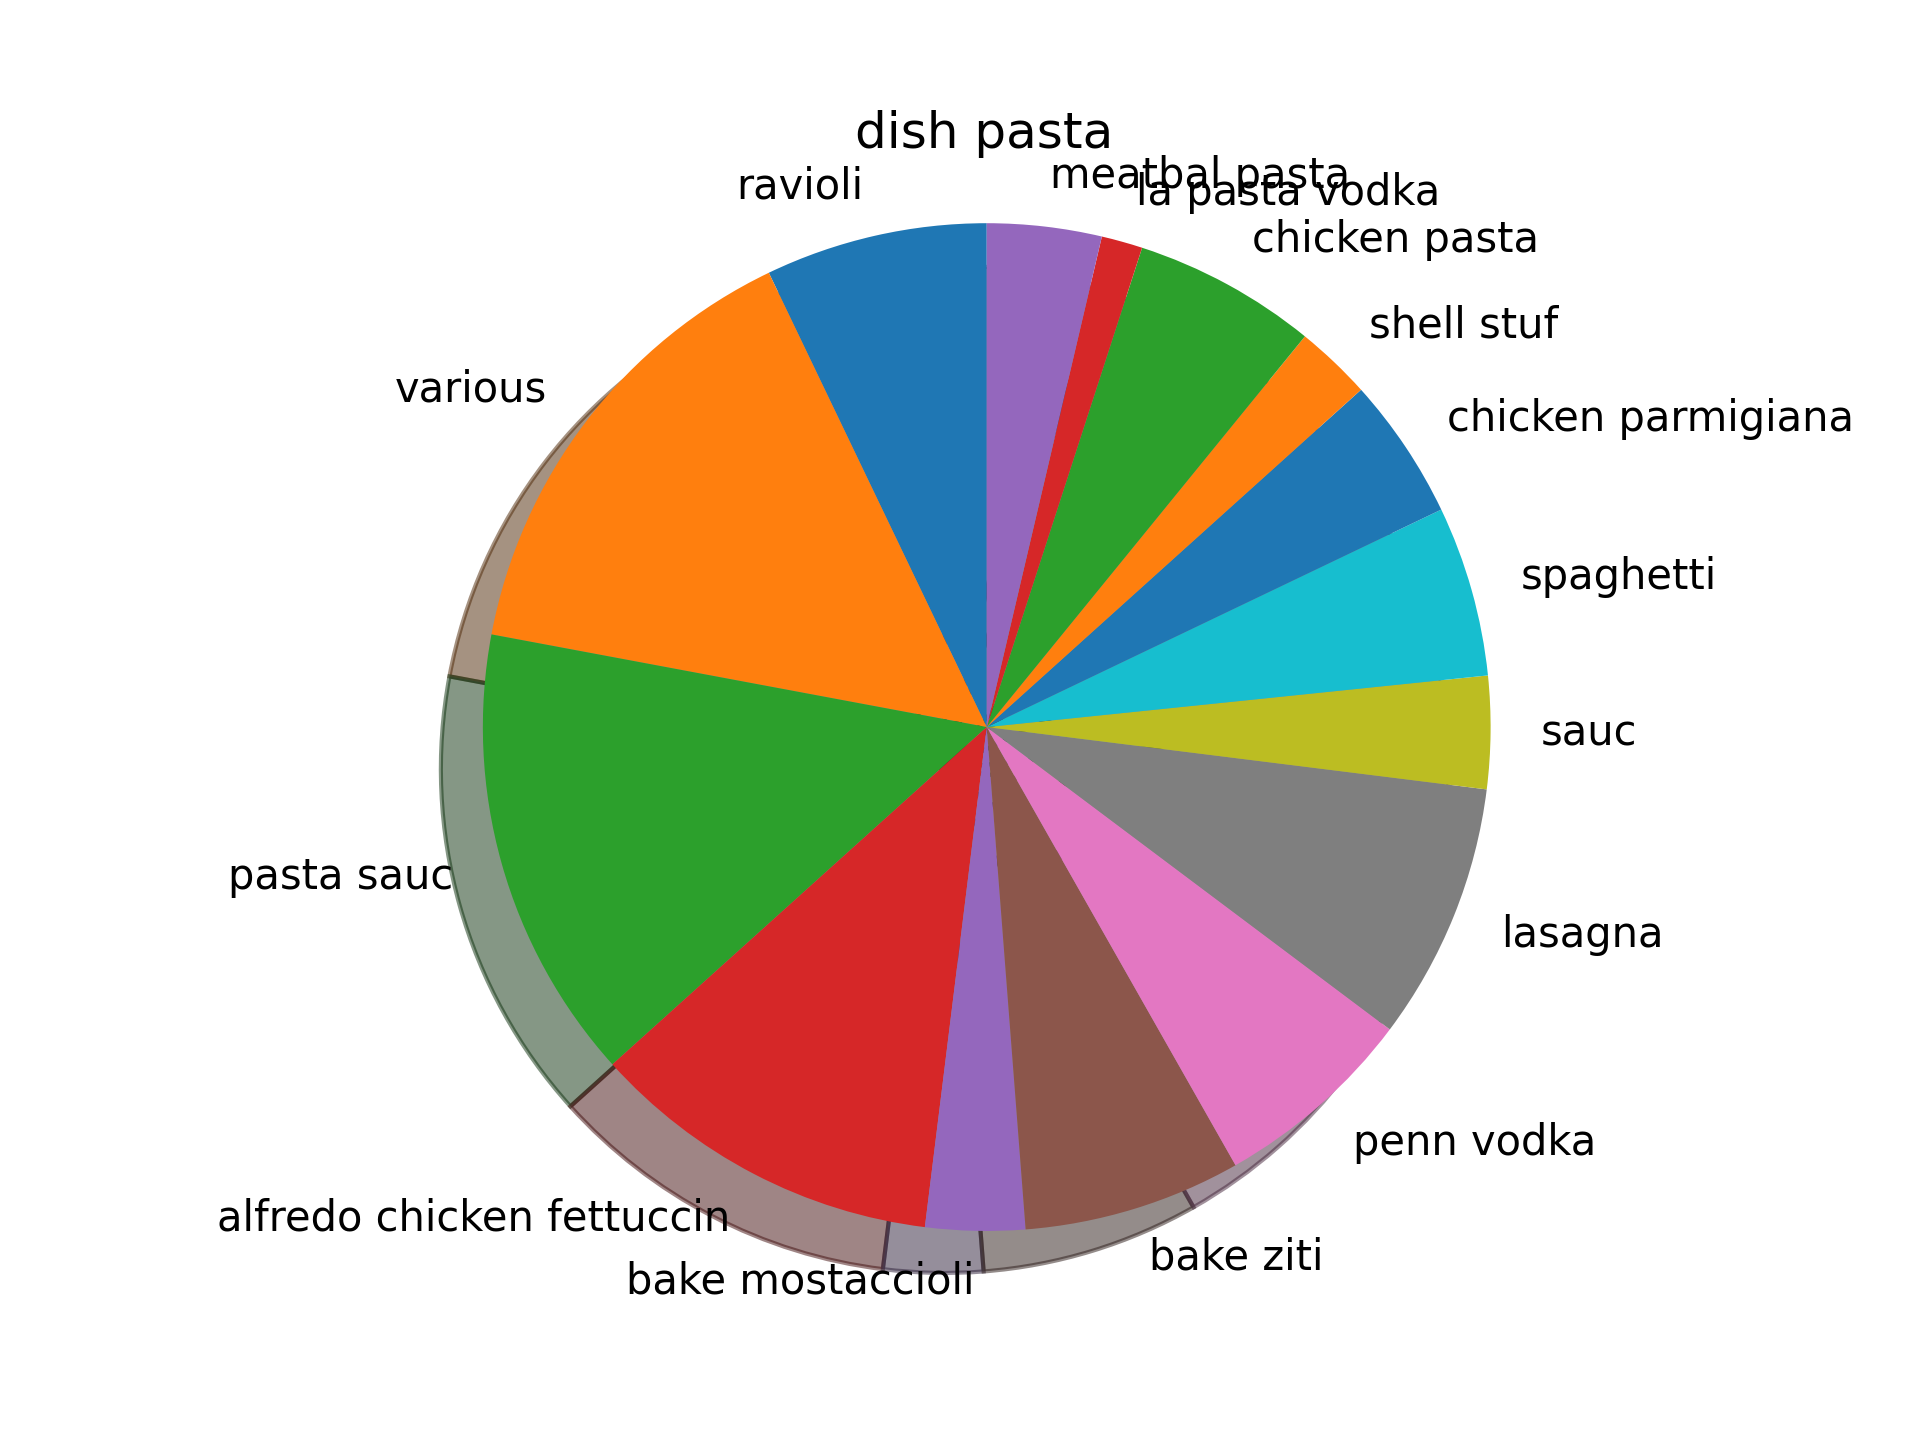 dish pasta
ravioli
meatbal pasta
la pasta vodka
chicken pasta
shell stuf
various
chicken parmigiana
spaghetti
sauc
pasta sauc
lasagna
penn vodka
alfredo chicken fettuccin
bake ziti
bake mostaccioli